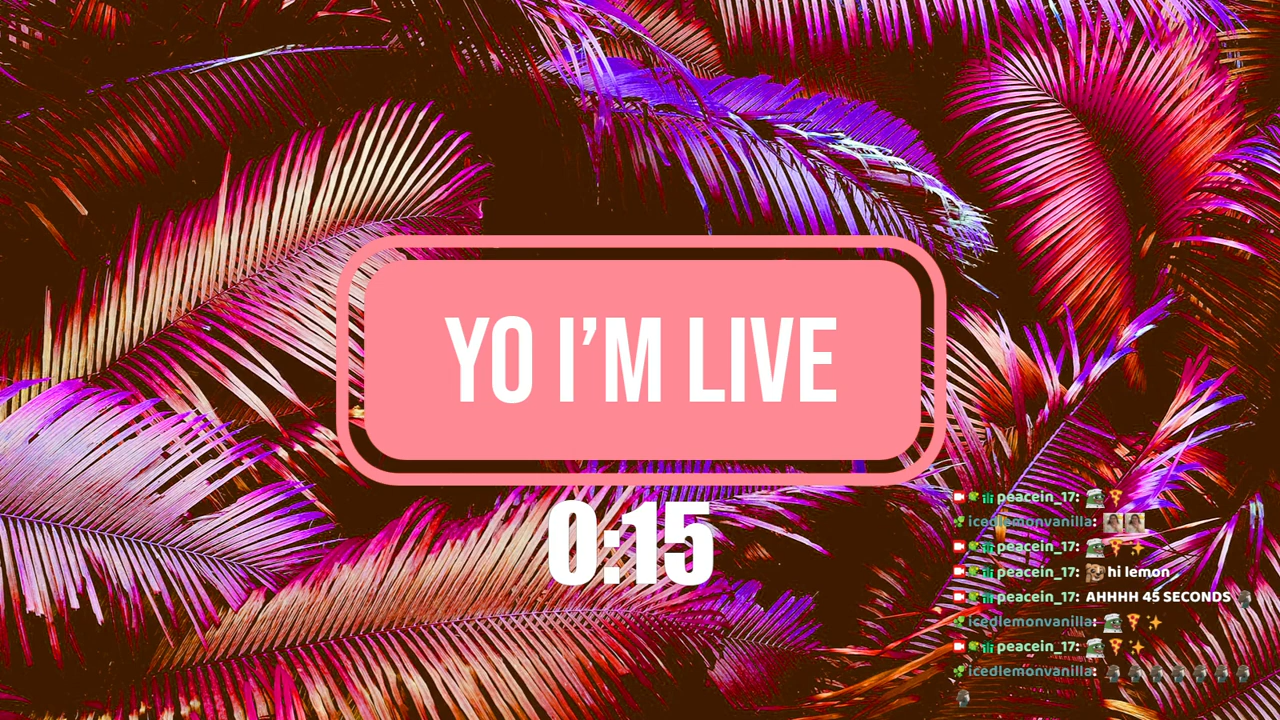 YO I’M LIVE
0:15
peacein_17:
icedlemonvanilla:
peacein_17:
peacein_17: hi lemon
peacein_17: AHHHH 45 SECONDS
icedlemonvanilla:
peacein_17:
icedlemonvanilla: